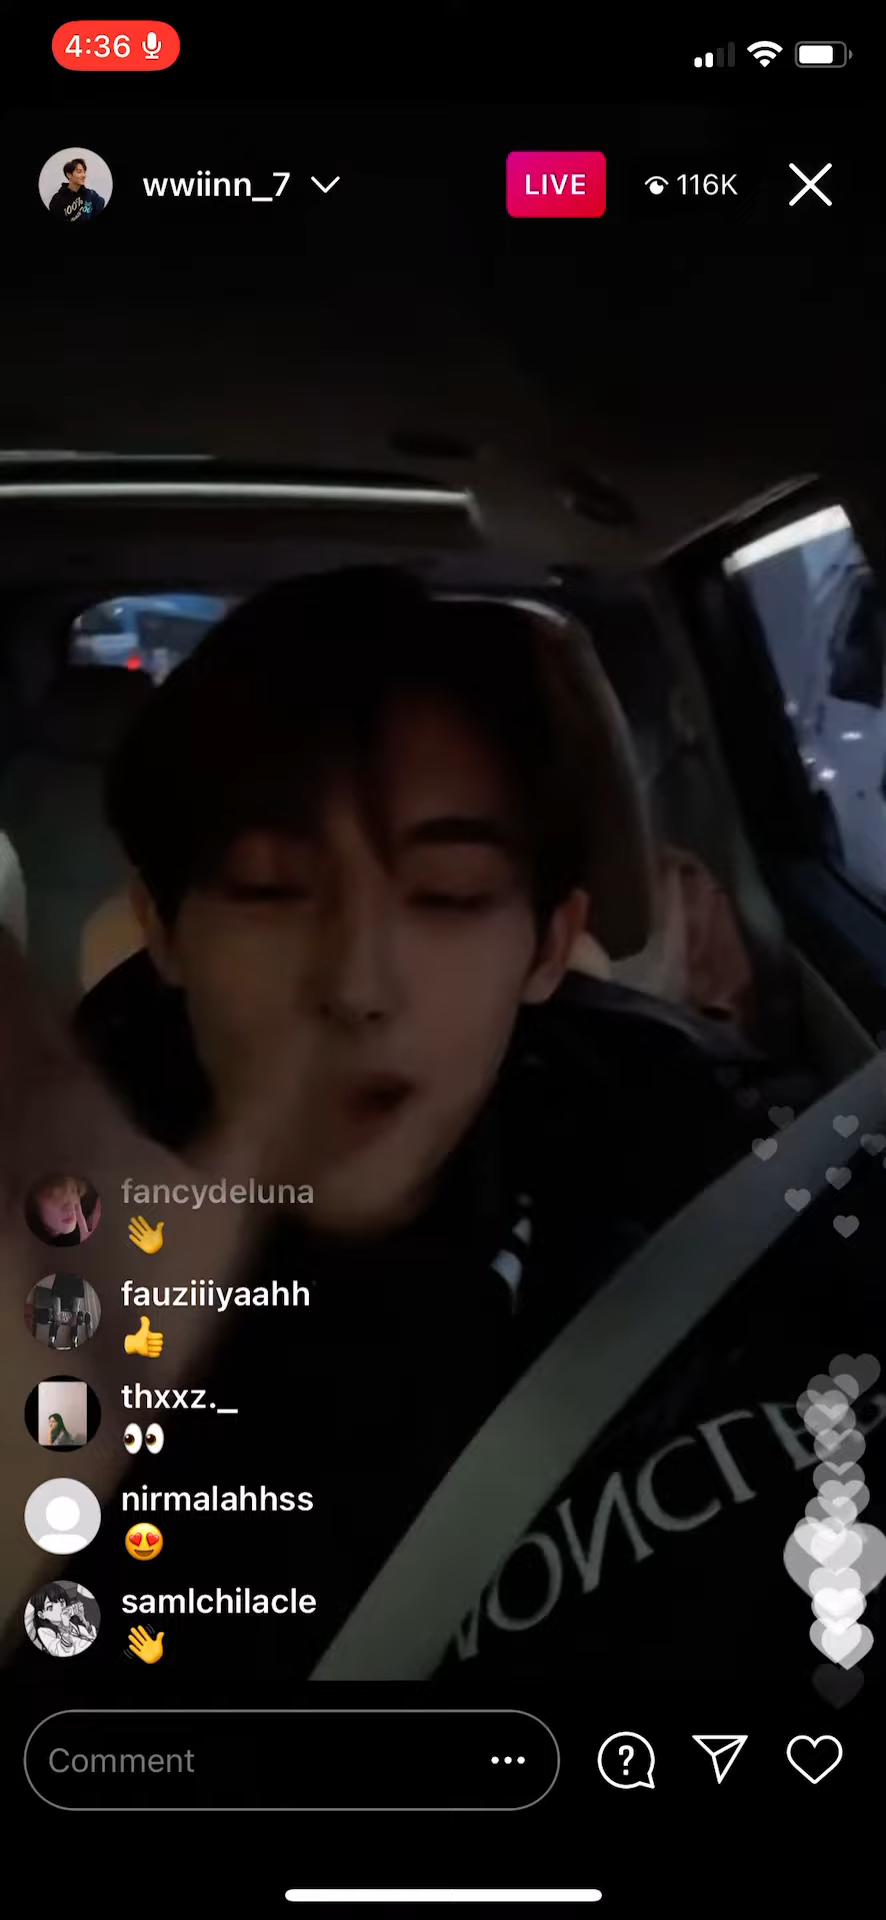 4:36
wwiinn_7
LIVE
116K
fancydeluna
👋
fauziiiyaahh
👍
thxxz._
👀
nirmalahhss
😍
samlchilacle
👋
Comment